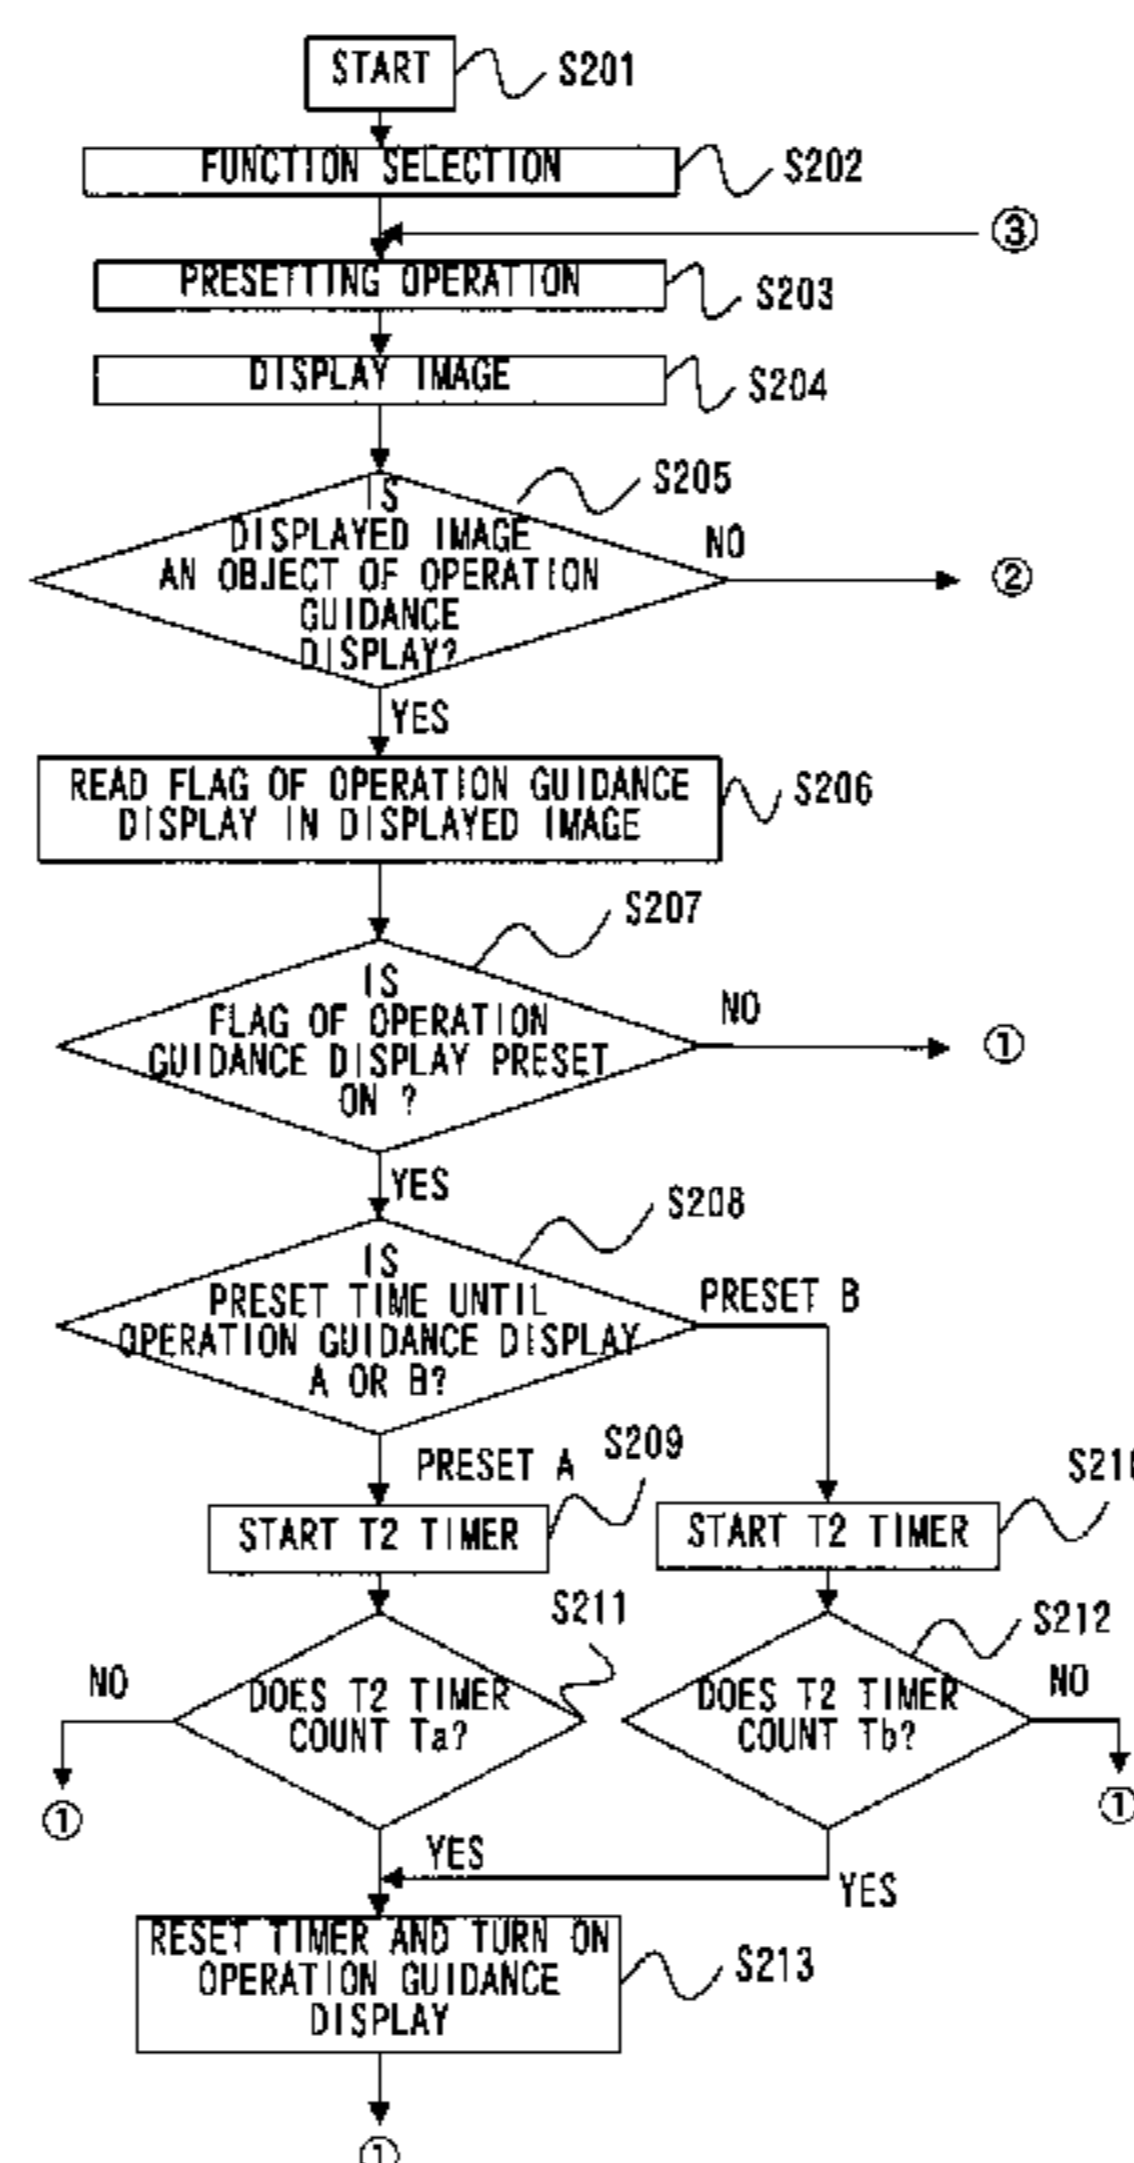 START
S201
FUNCTION SELECTION
S202
③
PRESETTING OPERATION
S203
DISPLAY IMAGE
S204
S205
IS
DISPLAYED IMAGE
AN OBJECT OF OPERATION
GUIDANCE
DISPLAY?
NO
②
YES
READ FLAG OF OPERATION GUIDANCE
DISPLAY IN DISPLAYED IMAGE
S206
S207
IS
FLAG OF OPERATION
GUIDANCE DISPLAY PRESET
ON ?
NO
①
YES
S208
IS
PRESET TIME UNTIL
OPERATION GUIDANCE DISPLAY
A OR B?
PRESET B
PRESET A
S209
START T2 TIMER
START T2 TIMER
S210
S211
DOES T2 TIMER
COUNT Ta?
NO
①
S212
DOES T2 TIMER
COUNT Tb?
NO
①
YES
YES
RESET TIMER AND TURN ON
OPERATION GUIDANCE
DISPLAY
S213
①